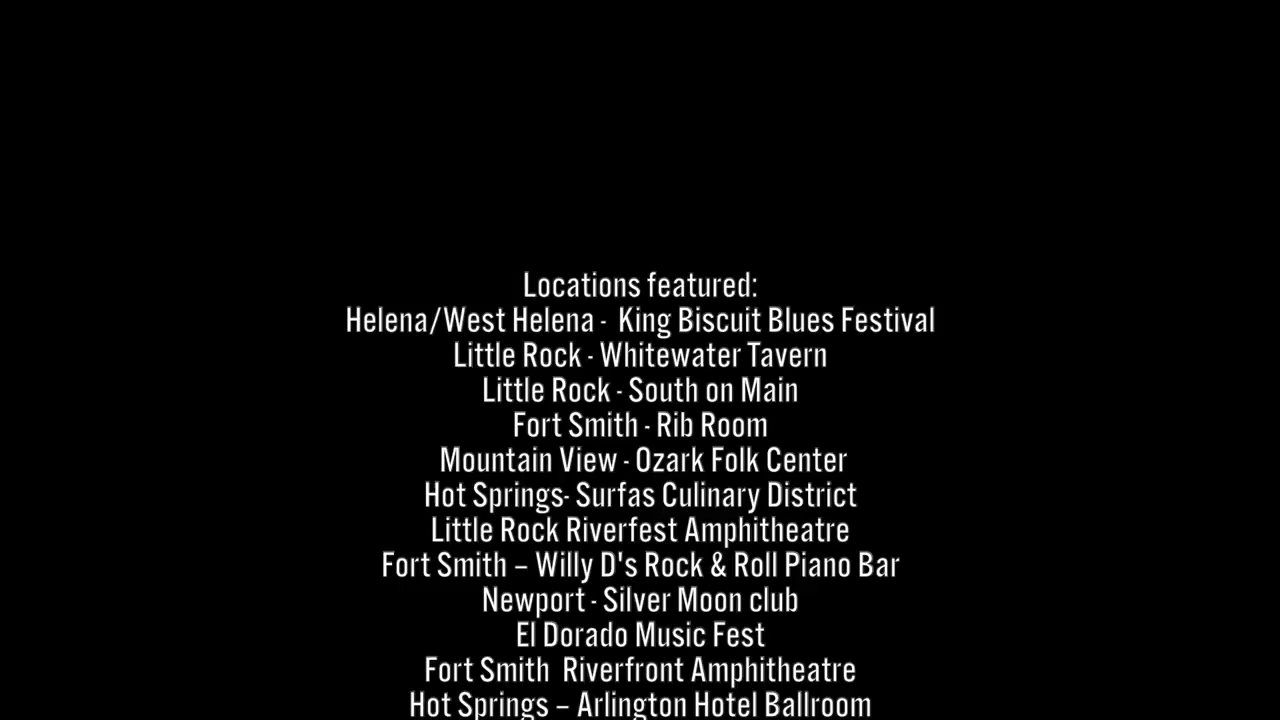 Locations featured:
Helena/West Helena -  King Biscuit Blues Festival
Little Rock - Whitewater Tavern
Little Rock - South on Main
Fort Smith - Rib Room
Mountain View - Ozark Folk Center
Hot Springs- Surfas Culinary District
Little Rock Riverfest Amphitheatre
Fort Smith – Willy D's Rock & Roll Piano Bar
Newport - Silver Moon club
El Dorado Music Fest
Fort Smith  Riverfront Amphitheatre
Hot Springs – Arlington Hotel Ballroom